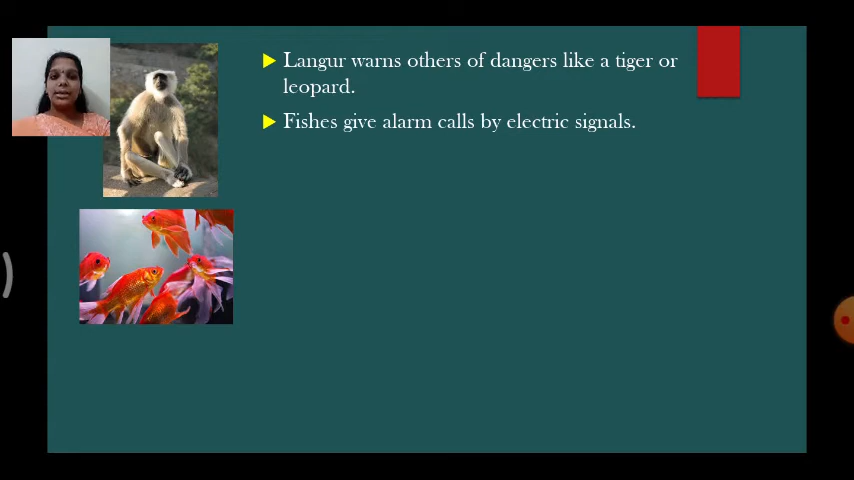 Langur warns others of dangers like a tiger or
leopard.
Fishes give alarm calls by electric signals.